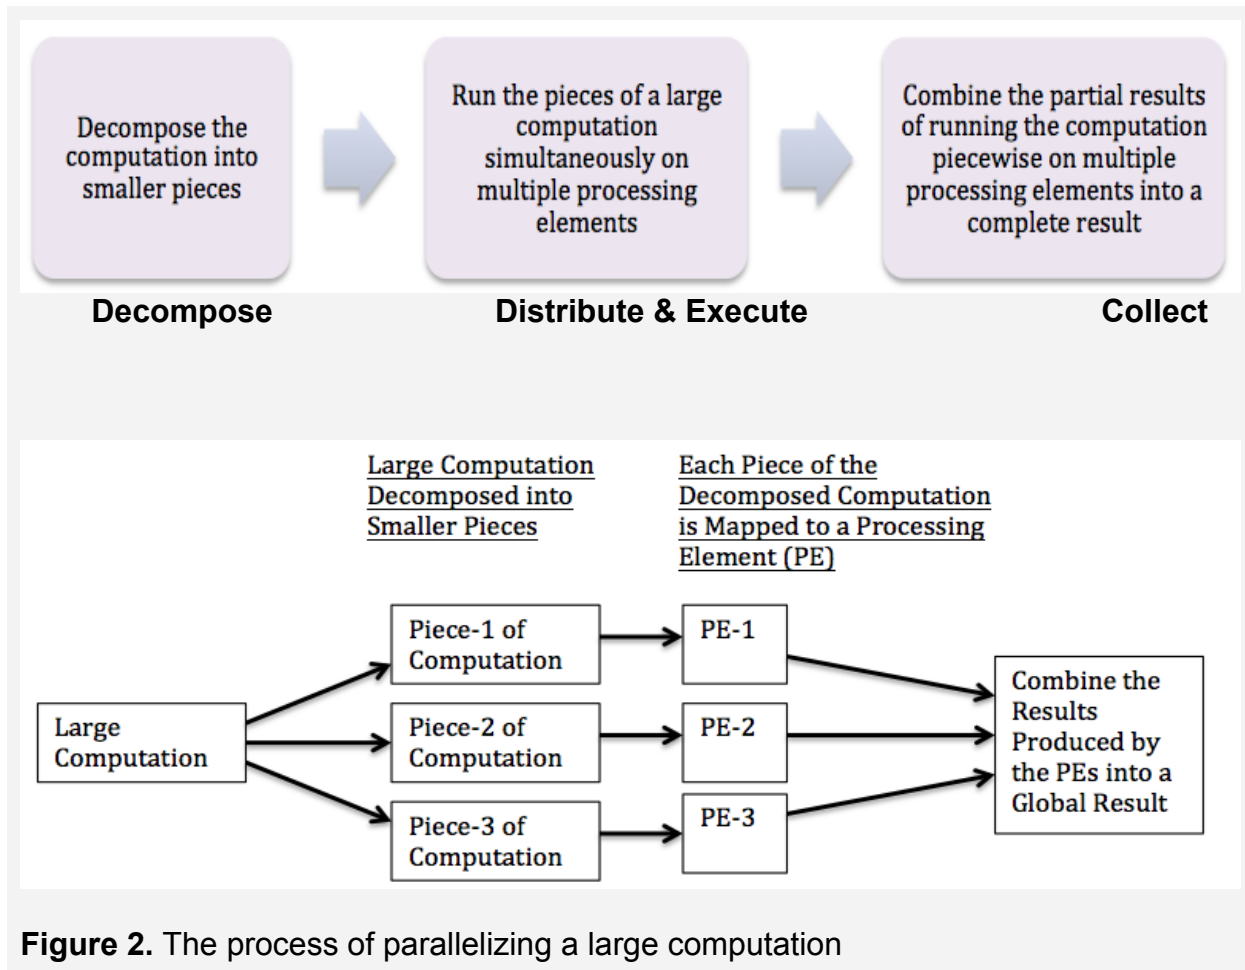 Decompose the
computation into
smaller pieces
Run the pieces of a large
computation
simultaneously on
multiple processing
elements
Combine the partial results
of running the computation
piecewise on multiple
processing elements into a
complete result
Decompose
Distribute & Execute
Collect
Large Computation
Decomposed into
Smaller Pieces
Each Piece of the
Decomposed Computation
is Mapped to a Processing
Element (PE)
Large
Computation
Piece-1 of
Computation
PE-1
Piece-2 of
Computation
PE-2
Piece-3 of
Computation
PE-3
Combine the
Results
Produced by
the PEs into a
Global Result
Figure 2. The process of parallelizing a large computation